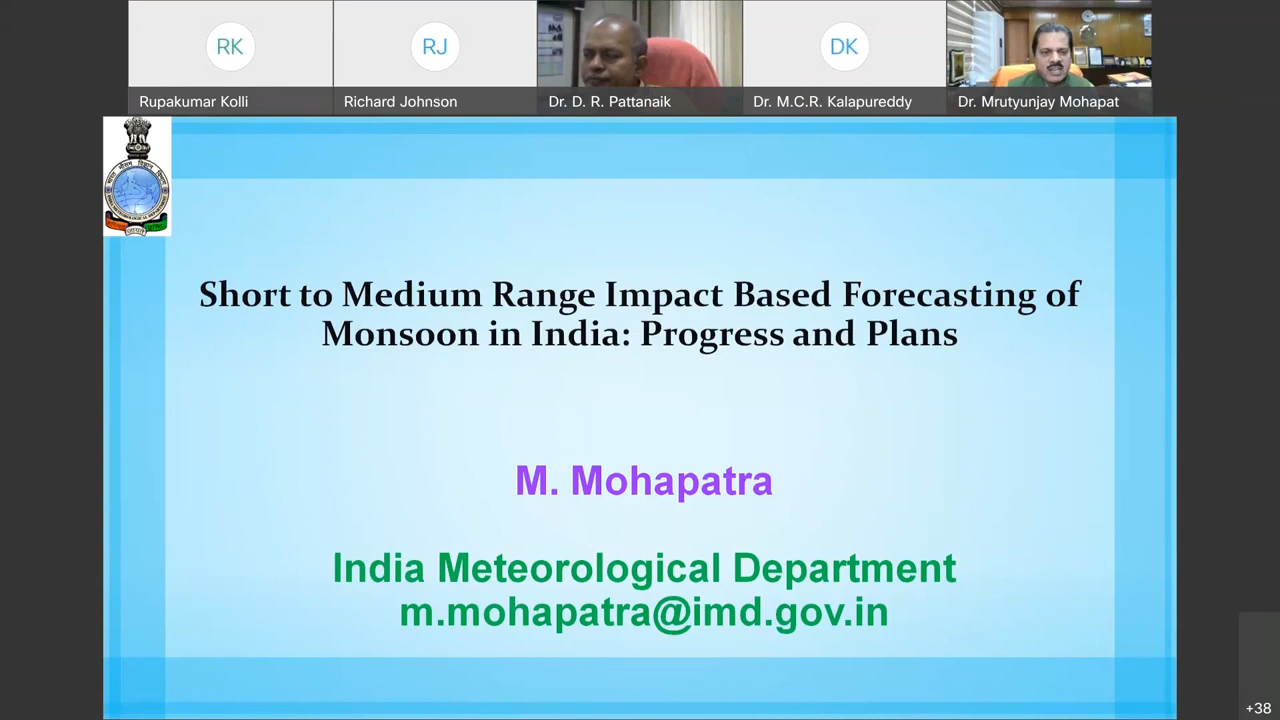 RK
RJ
DK
Rupakumar Kolli
Richard Johnson
Dr. D. R. Pattanaik
Dr. M.C.R. Kalapureddy
Dr. Mrutyunjay Mohapat
Short to Medium Range Impact Based Forecasting of
Monsoon in India: Progress and Plans
M. Mohapatra
India Meteorological Department
m.mohapatra@imd.gov.in
+38